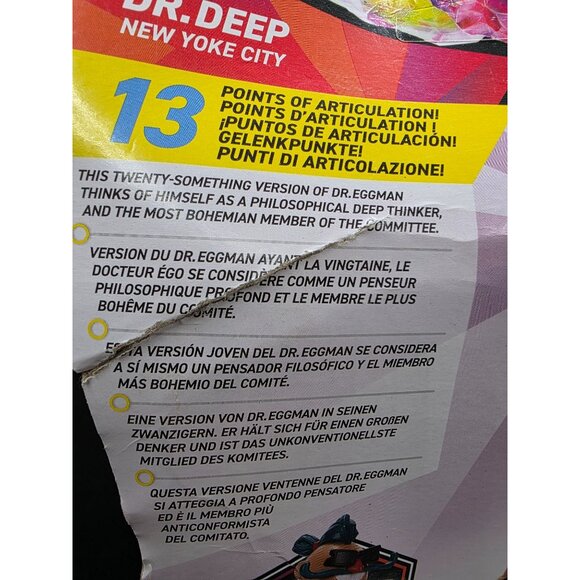 DR. DEEP
NEW YOKE CITY
13
POINTS OF ARTICULATION!
POINTS D'ARTICULATION !
¡PUNTOS DE ARTICULACIÓN!
GELENKPUNKTE!
PUNTI DI ARTICOLAZIONE!
THIS TWENTY-SOMETHING VERSION OF DR.EGGMAN
THINKS OF HIMSELF AS A PHILOSOPHICAL DEEP THINKER,
AND THE MOST BOHEMIAN MEMBER OF THE COMMITTEE.
VERSION DU DR.EGGMAN AYANT LA VINGTAINE, LE
DOCTEUR ÉGO SE CONSIDÈRE COMME UN PENSEUR
PHILOSOPHIQUE PROFOND ET LE MEMBRE LE PLUS
BOHÊME DU COMITÉ.
ESTA VERSIÓN JOVEN DEL DR.EGGMAN SE CONSIDERA
A SÍ MISMO UN PENSADOR FILOSÓFICO Y EL MIEMBRO
MÁS BOHEMIO DEL COMITÉ.
EINE VERSION VON DR.EGGMAN IN SEINEN
ZWANZIGERN. ER HÄLT SICH FÜR EINEN GROẞEN
DENKER UND IST DAS UNKONVENTIONELLSTE
MITGLIED DES KOMITEES.
QUESTA VERSIONE VENTENNE DEL DR.EGGMAN
SI ATTEGGIA A PROFONDO PENSATORE
ED È IL MEMBRO PIÙ
ANTICONFORMISTA
DEL COMITATO.